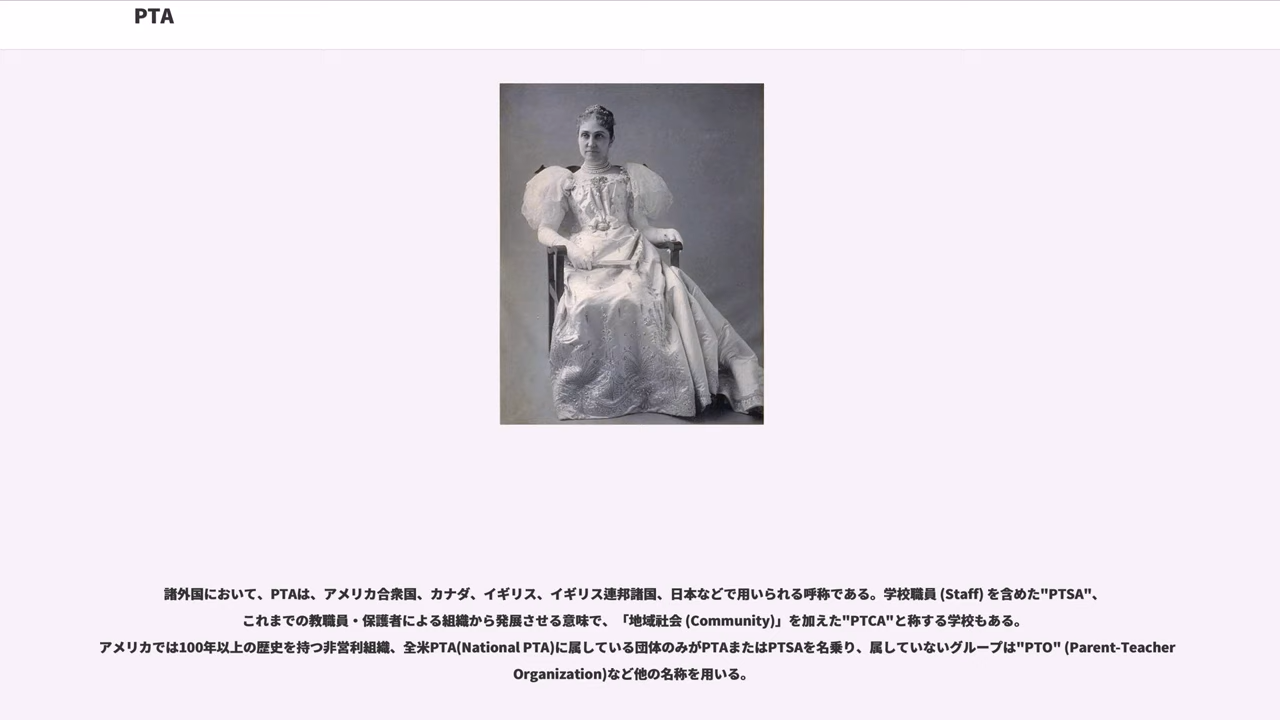 PTA
諸外国において、PTAは、アメリカ合衆国、カナダ、イギリス、イギリス連邦諸国、日本などで用いられる呼称である。学校職員 (Staff) を含めた"PTSA"、
これまでの教職員・保護者による組織から発展させる意味で、「地域社会 (Community)」を加えた"PTCA"と称する学校もある。
アメリカでは100年以上の歴史を持つ非営利組織、全米PTA(National PTA)に属している団体のみがPTAまたはPTSAを名乗り、属していないグループは"PTO" (Parent-Teacher
Organization)など他の名称を用いる。